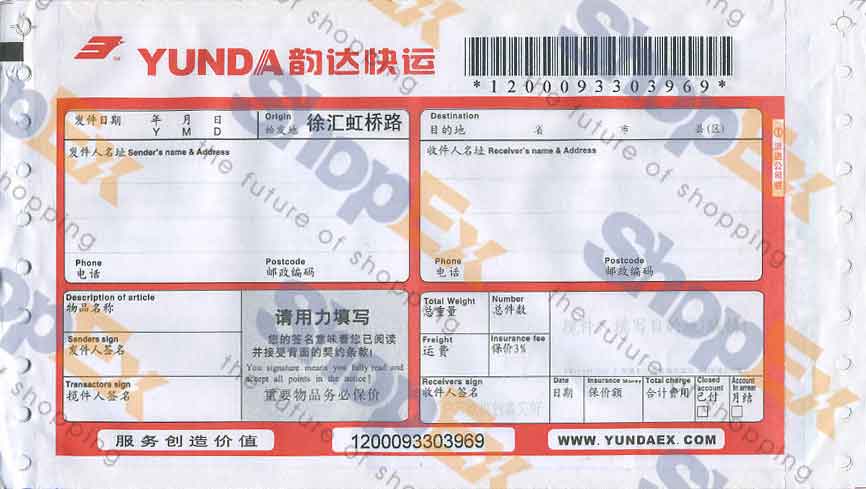 YUNDA韵达快运
*1200093303969*
发件日期 年 月 日
Y M D
Origin
始发地 徐汇虹桥路
Destination
目的地 省 市 县(区)
发件人名址 Sender's name & Address
收件人名址 Receiver's name & Address
Phone Postcode
电话 邮政编码
Phone Postcode
电话 邮政编码
Description of article
物品名称
Senders sign
发件人签名
Transactors sign
揽件人签名
请用力填写
您的签名意味着您已阅读
并接受背面的契约条款!
You signature means you fully read and
accept all points in the notice!
重要物品务必保价
Total Weight
总重量
Number
总件数
Freight
运费
Insurance fee
保价3%
Receivers sign
收件人签名
Date
日期
Insurance Money
保价额
Total charge
合计费用
Closed account
已付
Account
月结
服务创造价值
1200093303969
WWW.YUNDAEX.COM
ShopEx
the future of shopping